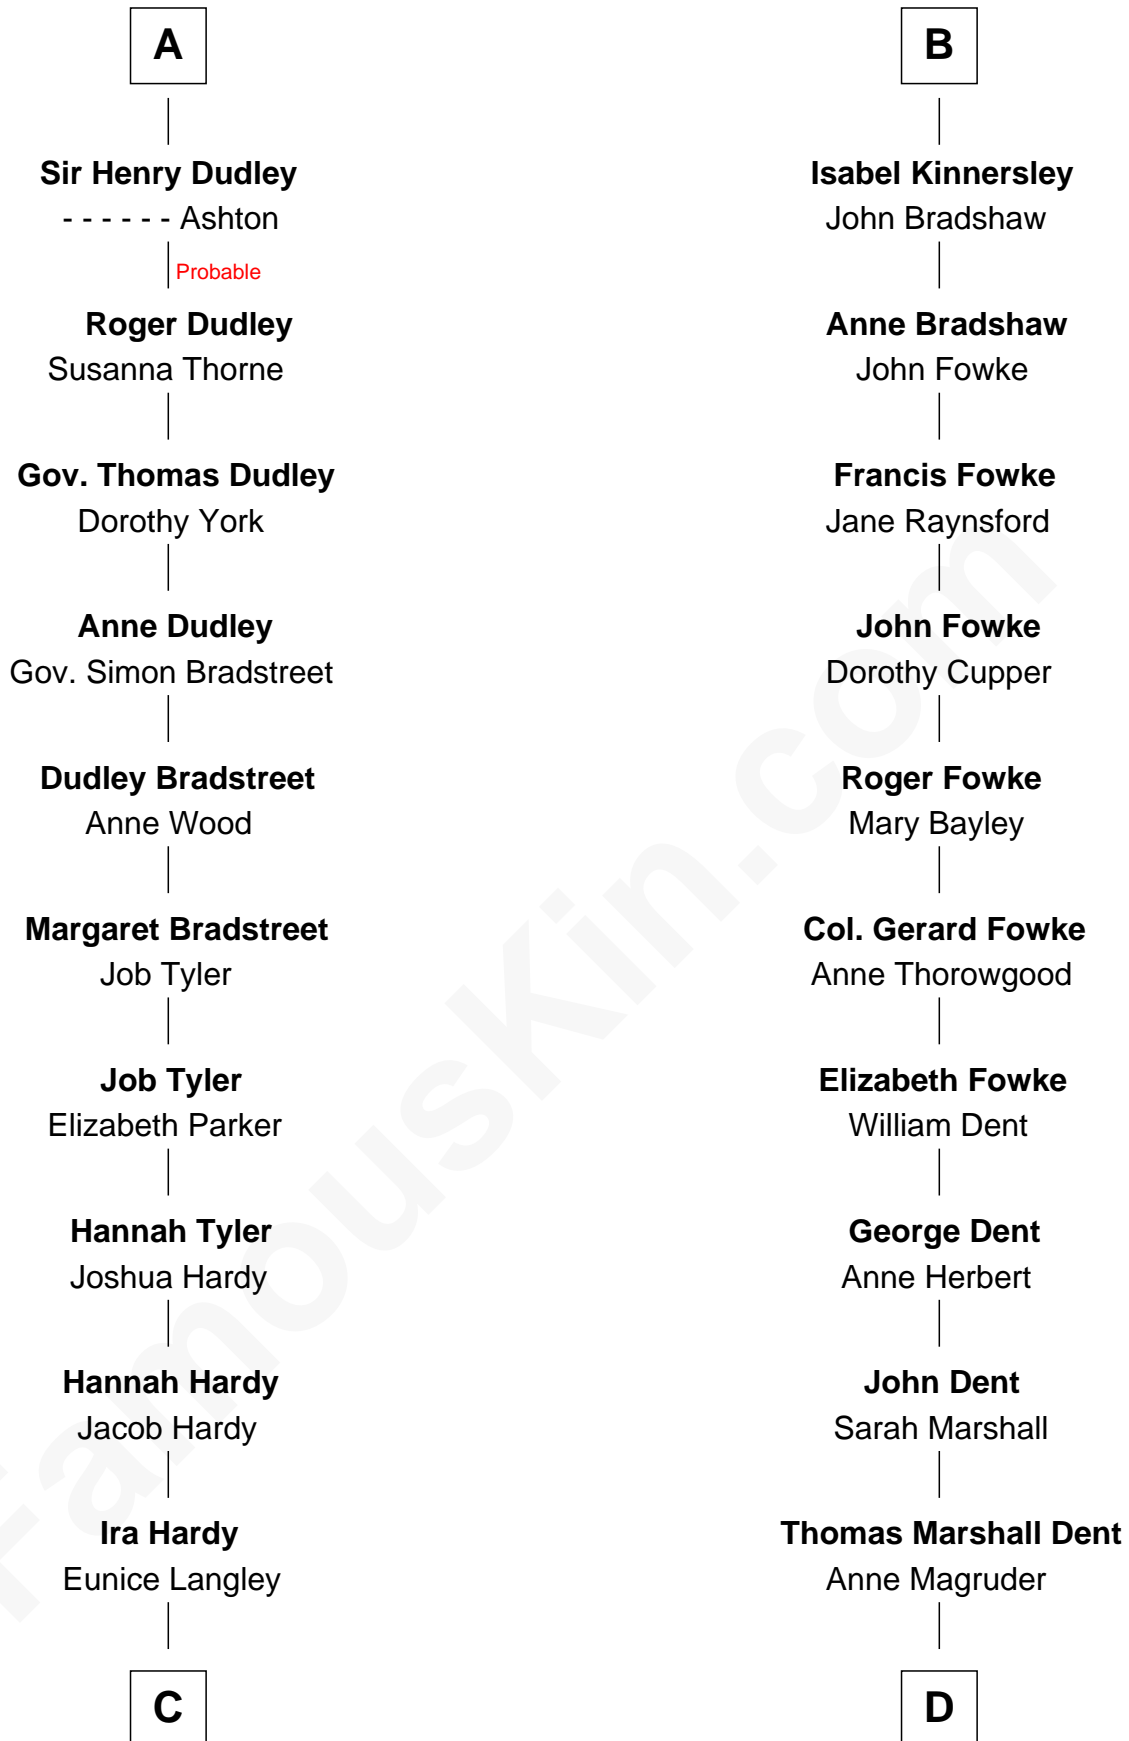 A
Sir Henry Dudley
- - - - - - Ashton
Probable
Roger Dudley
Susanna Thorne
Gov. Thomas Dudley
Dorothy York
Anne Dudley
Gov. Simon Bradstreet
Dudley Bradstreet
Anne Wood
Margaret Bradstreet
Job Tyler
Job Tyler
Elizabeth Parker
Hannah Tyler
Joshua Hardy
Hannah Hardy
Jacob Hardy
Ira Hardy
Eunice Langley
C
B
Isabel Kinnersley
John Bradshaw
Anne Bradshaw
John Fowke
Francis Fowke
Jane Raynsford
John Fowke
Dorothy Cupper
Roger Fowke
Mary Bayley
Col. Gerard Fowke
Anne Thorowgood
Elizabeth Fowke
William Dent
George Dent
Anne Herbert
John Dent
Sarah Marshall
Thomas Marshall Dent
Anne Magruder
D
FamousKin.com